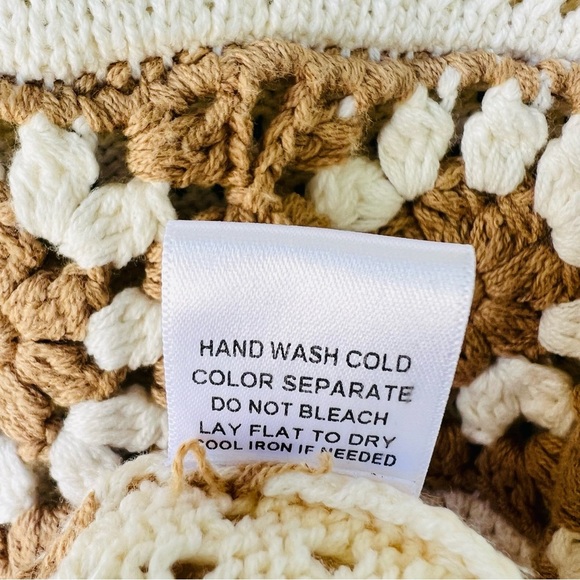 HAND WASH COLD
COLOR SEPARATE
DO NOT BLEACH
LAY FLAT TO DRY
COOL IRON IF NEEDED